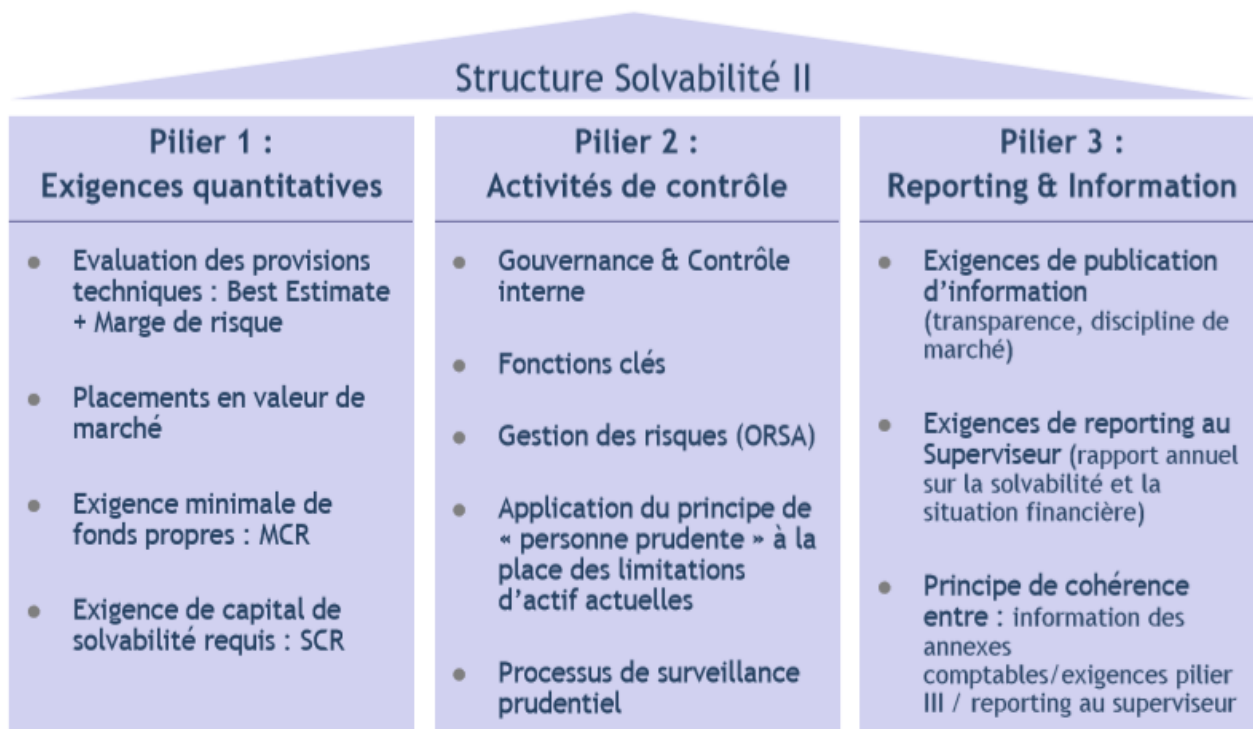 Structure Solvabilité II
Pilier 1 :
Exigences quantitatives
• Evaluation des provisions
techniques : Best Estimate
+ Marge de risque
• Placements en valeur de
marché
• Exigence minimale de
fonds propres : MCR
• Exigence de capital de
solvabilité requis : SCR
Pilier 2 :
Activités de contrôle
• Gouvernance & Contrôle
interne
• Fonctions clés
• Gestion des risques (ORSA)
• Application du principe de
« personne prudente » à la
place des limitations
d'actif actuelles
• Processus de surveillance
prudentiel
Pilier 3 :
Reporting & Information
• Exigences de publication
d'information
(transparence, discipline de
marché)
• Exigences de reporting au
Superviseur (rapport annuel
sur la solvabilité et la
situation financière)
• Principe de cohérence
entre : information des
annexes
comptables/exigences pilier
III / reporting au superviseur